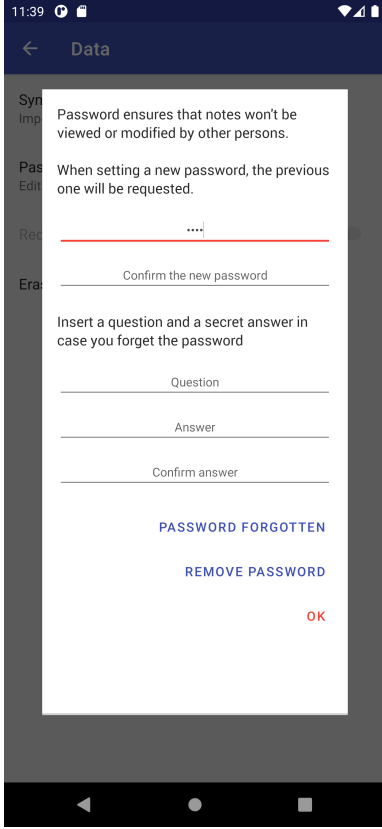 11:39
Data
Syn
Imp
Password ensures that notes won't be
viewed or modified by other persons.
Pas
Edit
When setting a new password, the previous
one will be requested.
Rec
••••
Confirm the new password
Eras
Insert a question and a secret answer in
case you forget the password
Question
Answer
Confirm answer
PASSWORD FORGOTTEN
REMOVE PASSWORD
OK